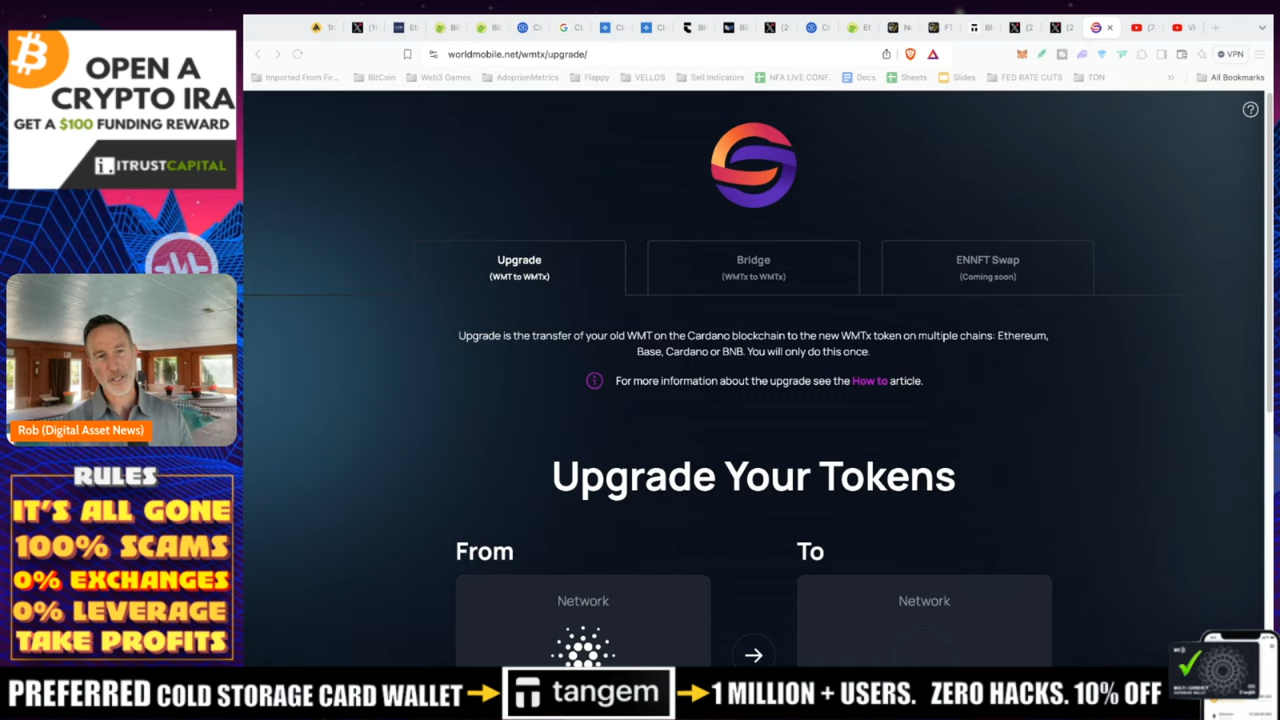 OPEN A
CRYPTO IRA
GET A $100 FUNDING REWARD
i. ITRUSTCAPITAL
Rob (Digital Asset News)
RULES
IT'S ALL GONE
100% SCAMS
0% EXCHANGES
0% LEVERAGE
TAKE PROFITS
worldmobile.net/wmtx/upgrade/
VPN
Imported From Fir...
BitCoin
Web3 Games
AdoptionMetrics
Flappy
VELLOS
Sell Indicators
NFA LIVE CONF.
Docs
Sheets
Slides
FED RATE CUTS
TON
»
All Bookmarks
Upgrade
(WMT to WMTx)
Bridge
(WMTx to WMTx)
ENNFT Swap
(Coming soon)
Upgrade is the transfer of your old WMT on the Cardano blockchain to the new WMTx token on multiple chains: Ethereum,
Base, Cardano or BNB. You will only do this once.
For more information about the upgrade see the How to article.
Upgrade Your Tokens
From
To
Network
Network
PREFERRED COLD STORAGE CARD WALLET
tangem
1 MILLION + USERS. ZERO HACKS. 10% OFF